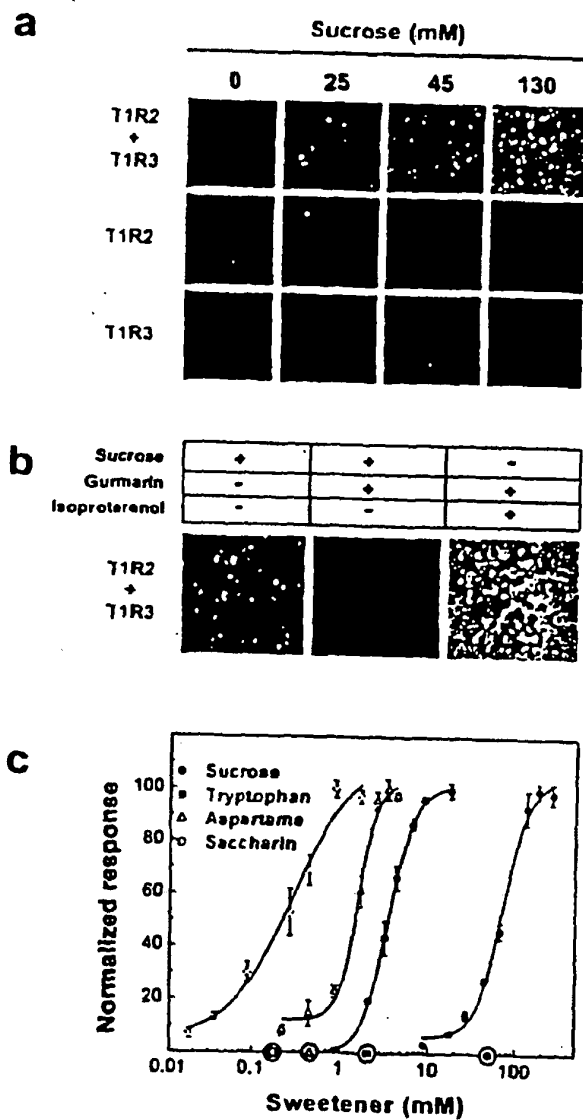 a
Sucrose (mM)
0 25 45 130
T1R2
+
T1R3
T1R2
T1R3
b
Sucrose + + -
Gurmarin - + +
Isoproterenol - - +
T1R2
+
T1R3
c
Normalized response
100
80
60
40
20
Sucrose
Tryptophan
Aspartame
Saccharin
0.01 0.1 1 10 100
Sweetener (mM)